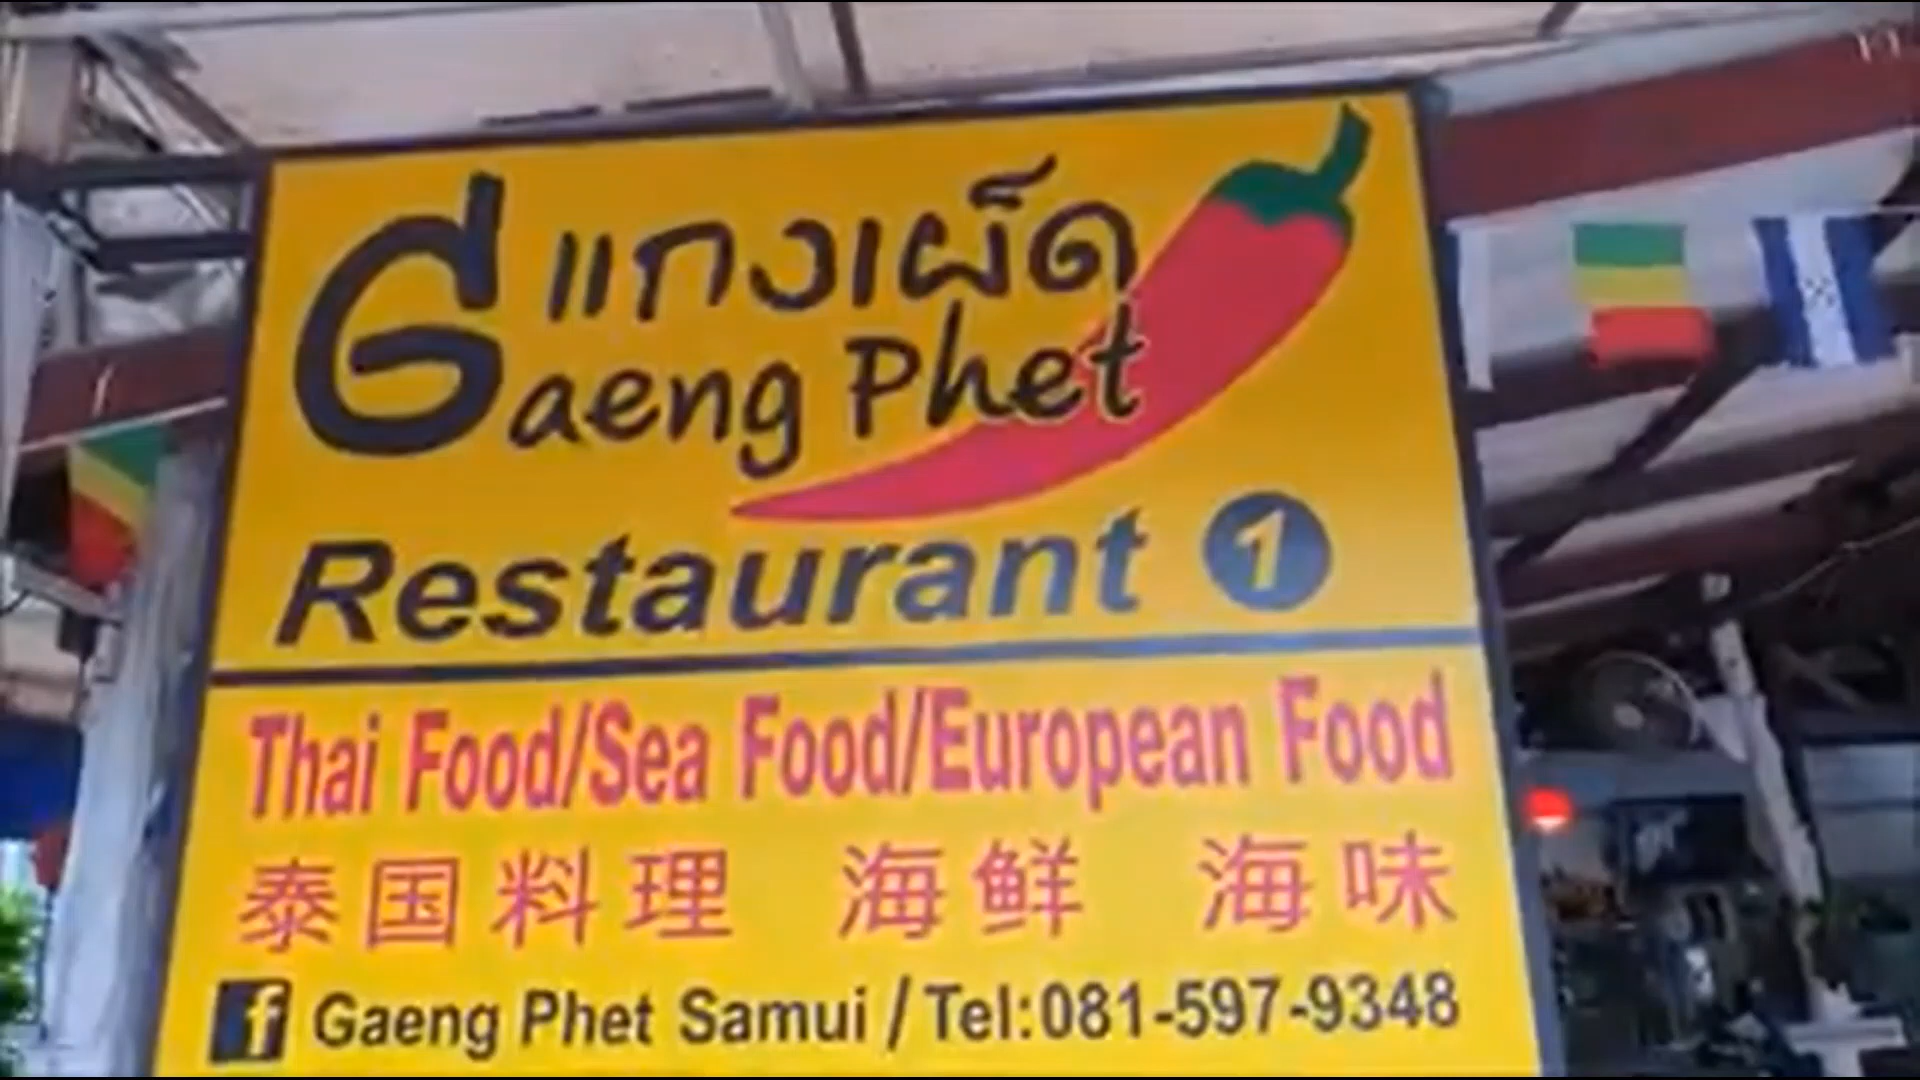 แกงเผ็ด
Gaeng Phet
Restaurant 1
Thai Food/Sea Food/European Food
泰国料理 海鲜 海味
f Gaeng Phet Samui / Tel:081-597-9348